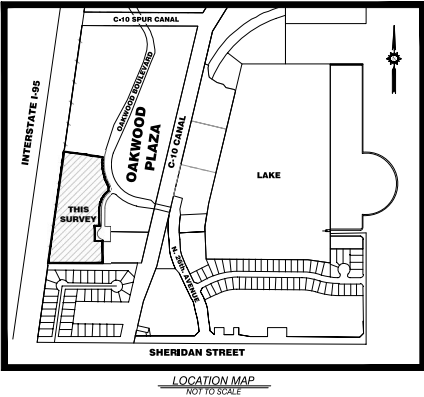 C-10 SPUR CANAL
INTERSTATE I-95
OAKWOOD BOULEVARD
OAKWOOD
PLAZA
C-10 CANAL
LAKE
THIS
SURVEY
N. 26th. AVENUE
SHERIDAN STREET
LOCATION MAP
NOT TO SCALE